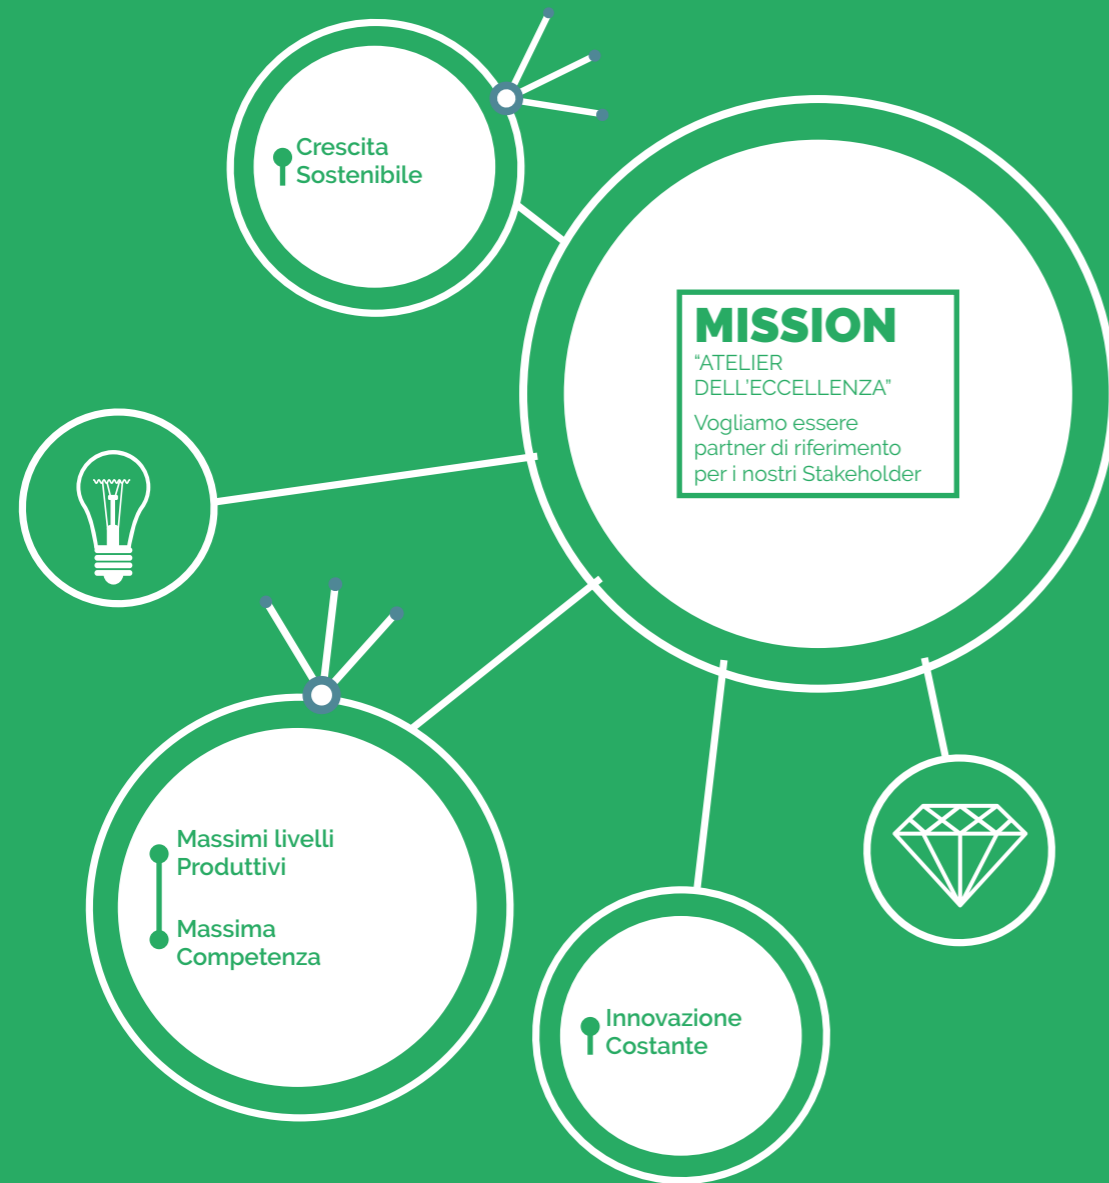 Crescita
Sostenibile
MISSION
“ATELIER
DELL’ECCELLENZA”
Vogliamo essere
partner di riferimento
per i nostri Stakeholder
Massimi livelli
Produttivi
Massima
Competenza
Innovazione
Costante